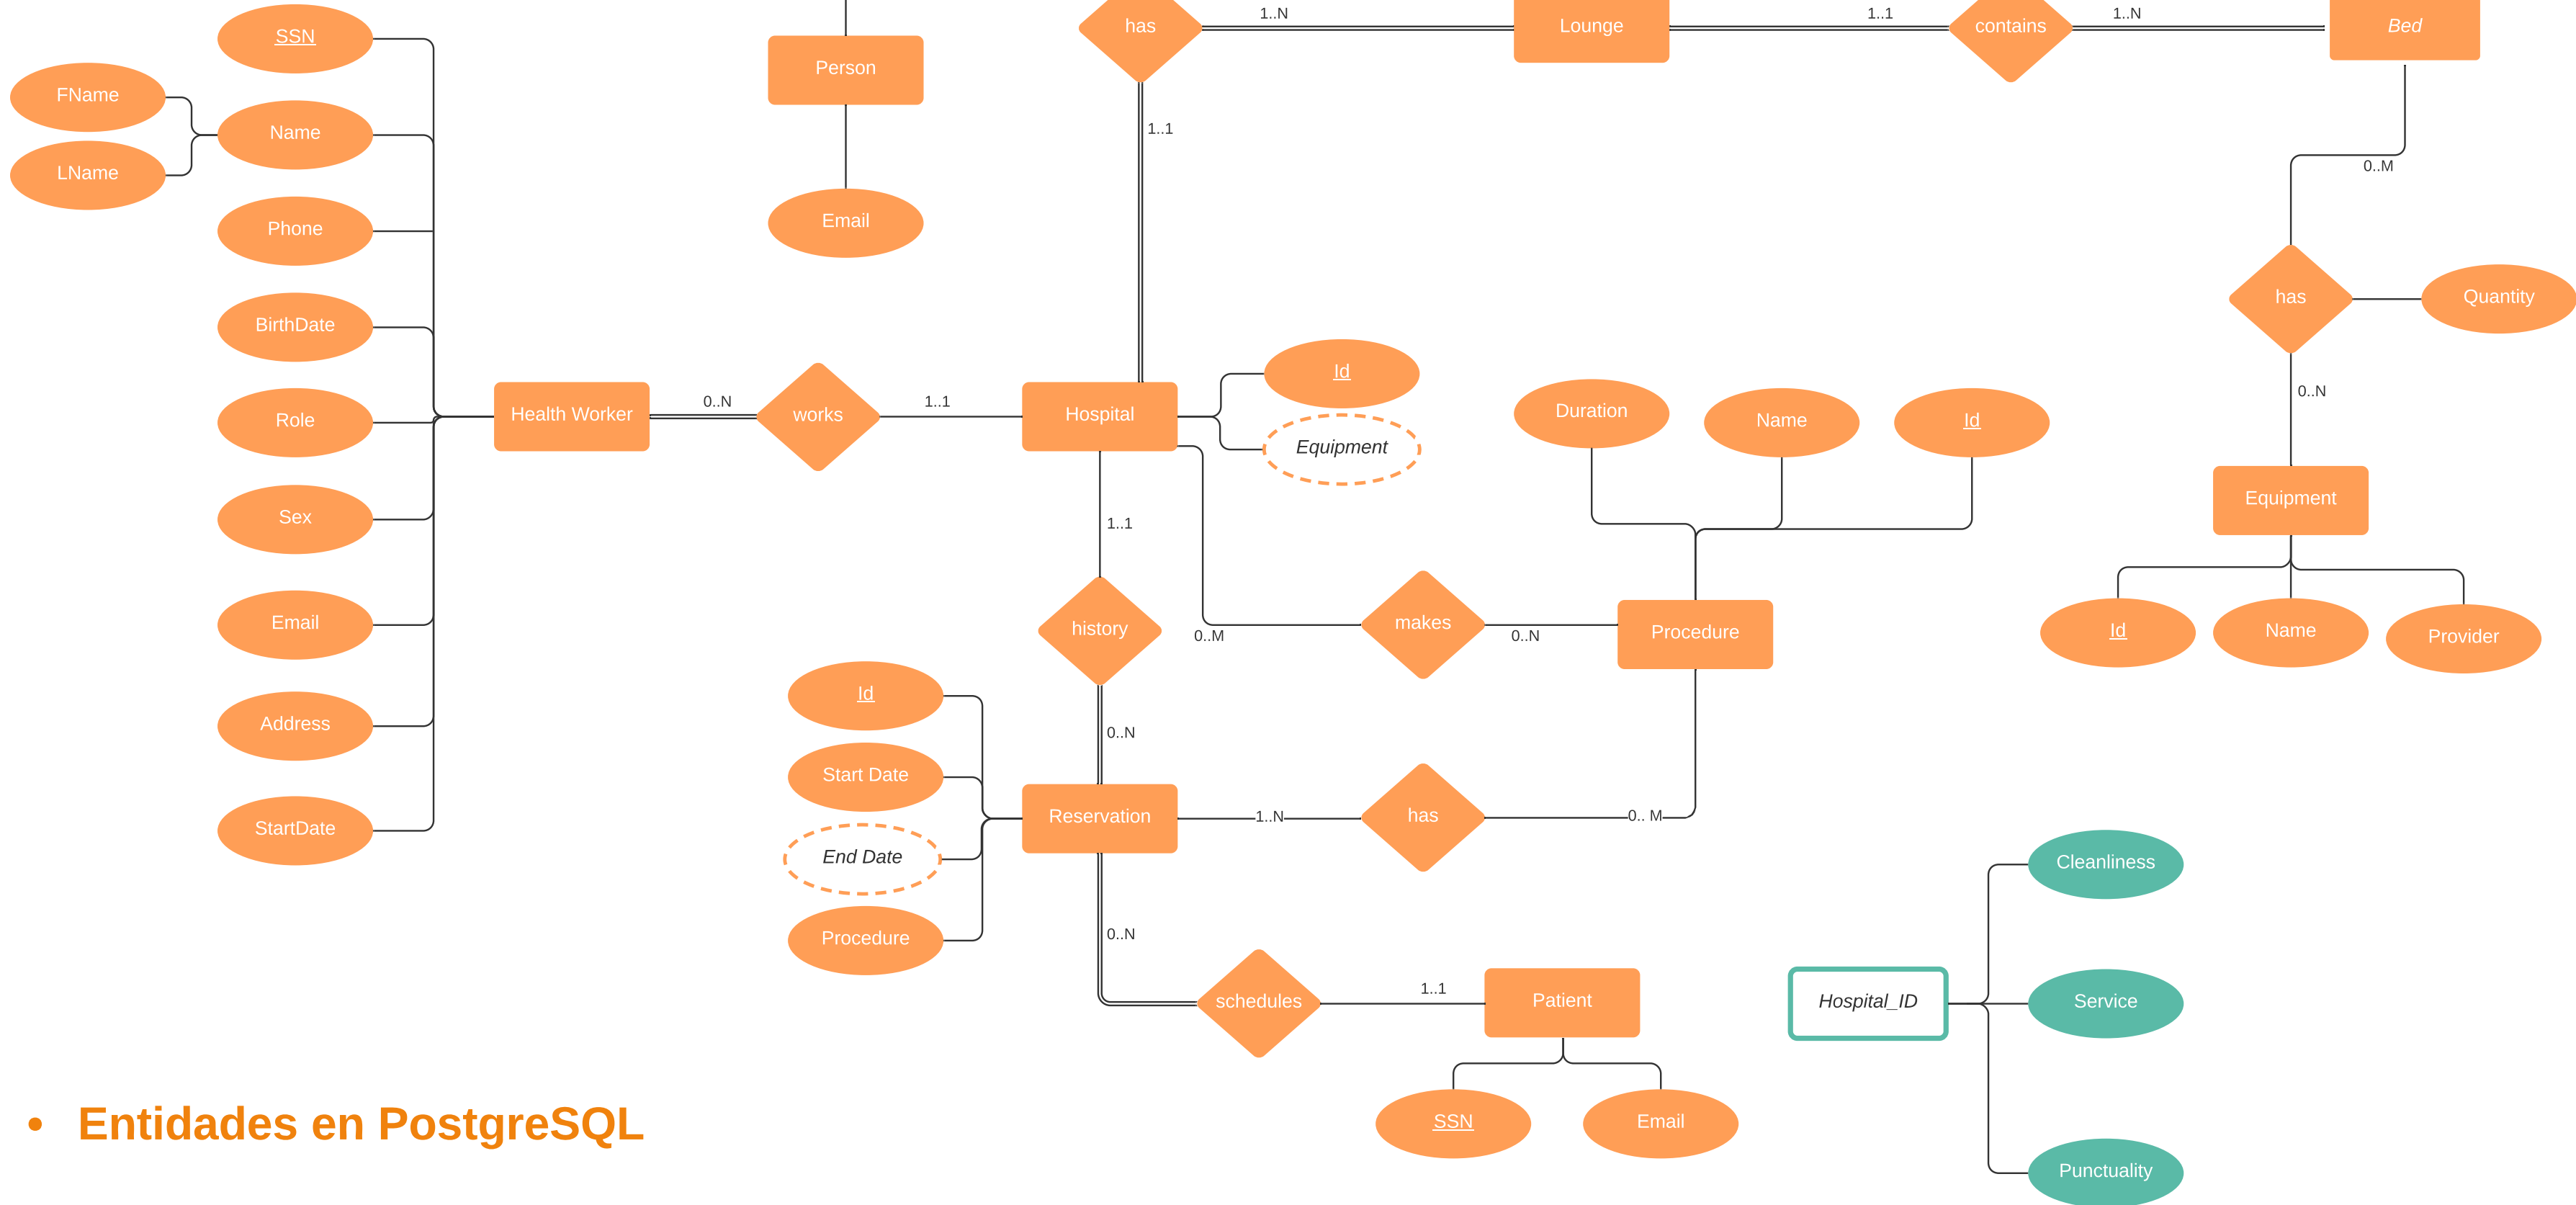 has
1..N
Lounge
1..1
contains
1..N
Bed
SSN
FName
Name
LName
Person
1..1
0..M
Phone
Email
BirthDate
has
Quantity
Role
Health Worker
0..N
works
1..1
Hospital
Id
Equipment
Duration
Name
Id
0..N
Equipment
Sex
1..1
Email
history
0..M
makes
0..N
Procedure
Id
Name
Provider
Address
Id
0..N
Start Date
StartDate
Reservation
1..N
has
0.. M
End Date
Procedure
0..N
Cleanliness
schedules
1..1
Patient
Hospital_ID
Service
SSN
Email
Punctuality
• Entidades en PostgreSQL